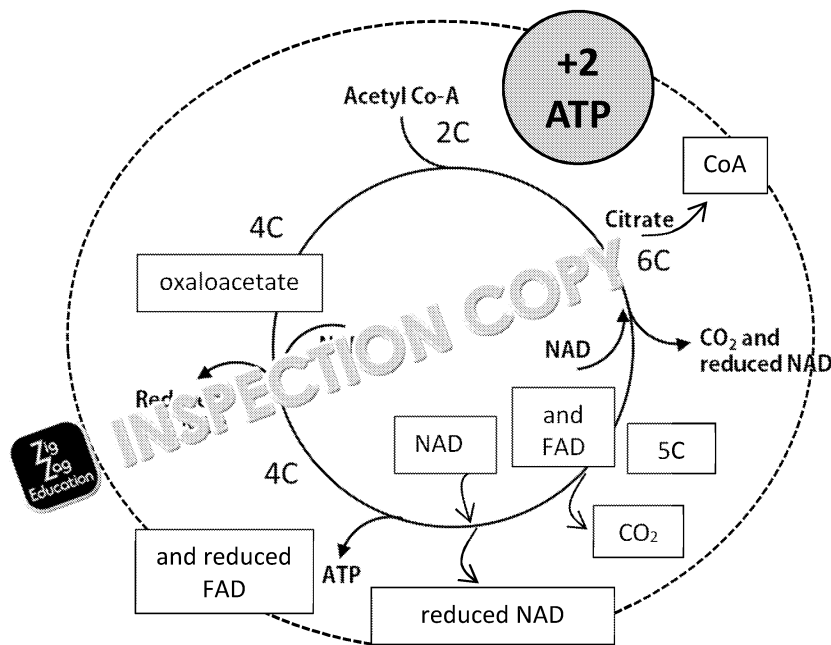 +2
ATP
Acetyl Co-A
2C
CoA
Citrate
4C
6C
oxaloacetate
INSPECTION COPY
NAD
CO₂ and
reduced NAD
and
FAD
NAD
5C
Zig
Zag
Education
4C
CO₂
and reduced
FAD
ATP
reduced NAD